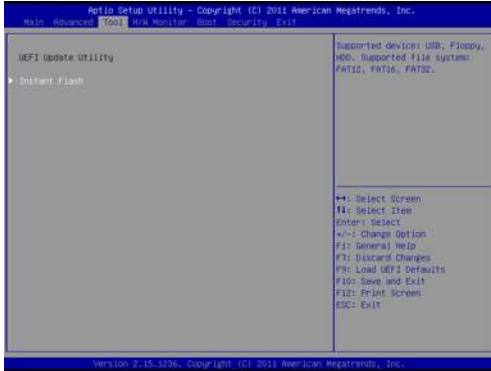 Aptio Setup Utility - Copyright (C) 2011 American Megatrends, Inc.
Main Advanced Tool H/W Monitor Boot Security Exit
UEFI Update Utility
Instant Flash
Supported device: USB, Floppy,
HDD. Supported file system:
FAT12, FAT16, FAT32.
↔: Select Screen
↑↓: Select Item
Enter: Select
+/-: Change Option
F1: General Help
F7: Discard Changes
F9: Load UEFI Defaults
F10: Save and Exit
F12: Print Screen
ESC: Exit
Version 2.15.1236. Copyright (C) 2011 American Megatrends, Inc.